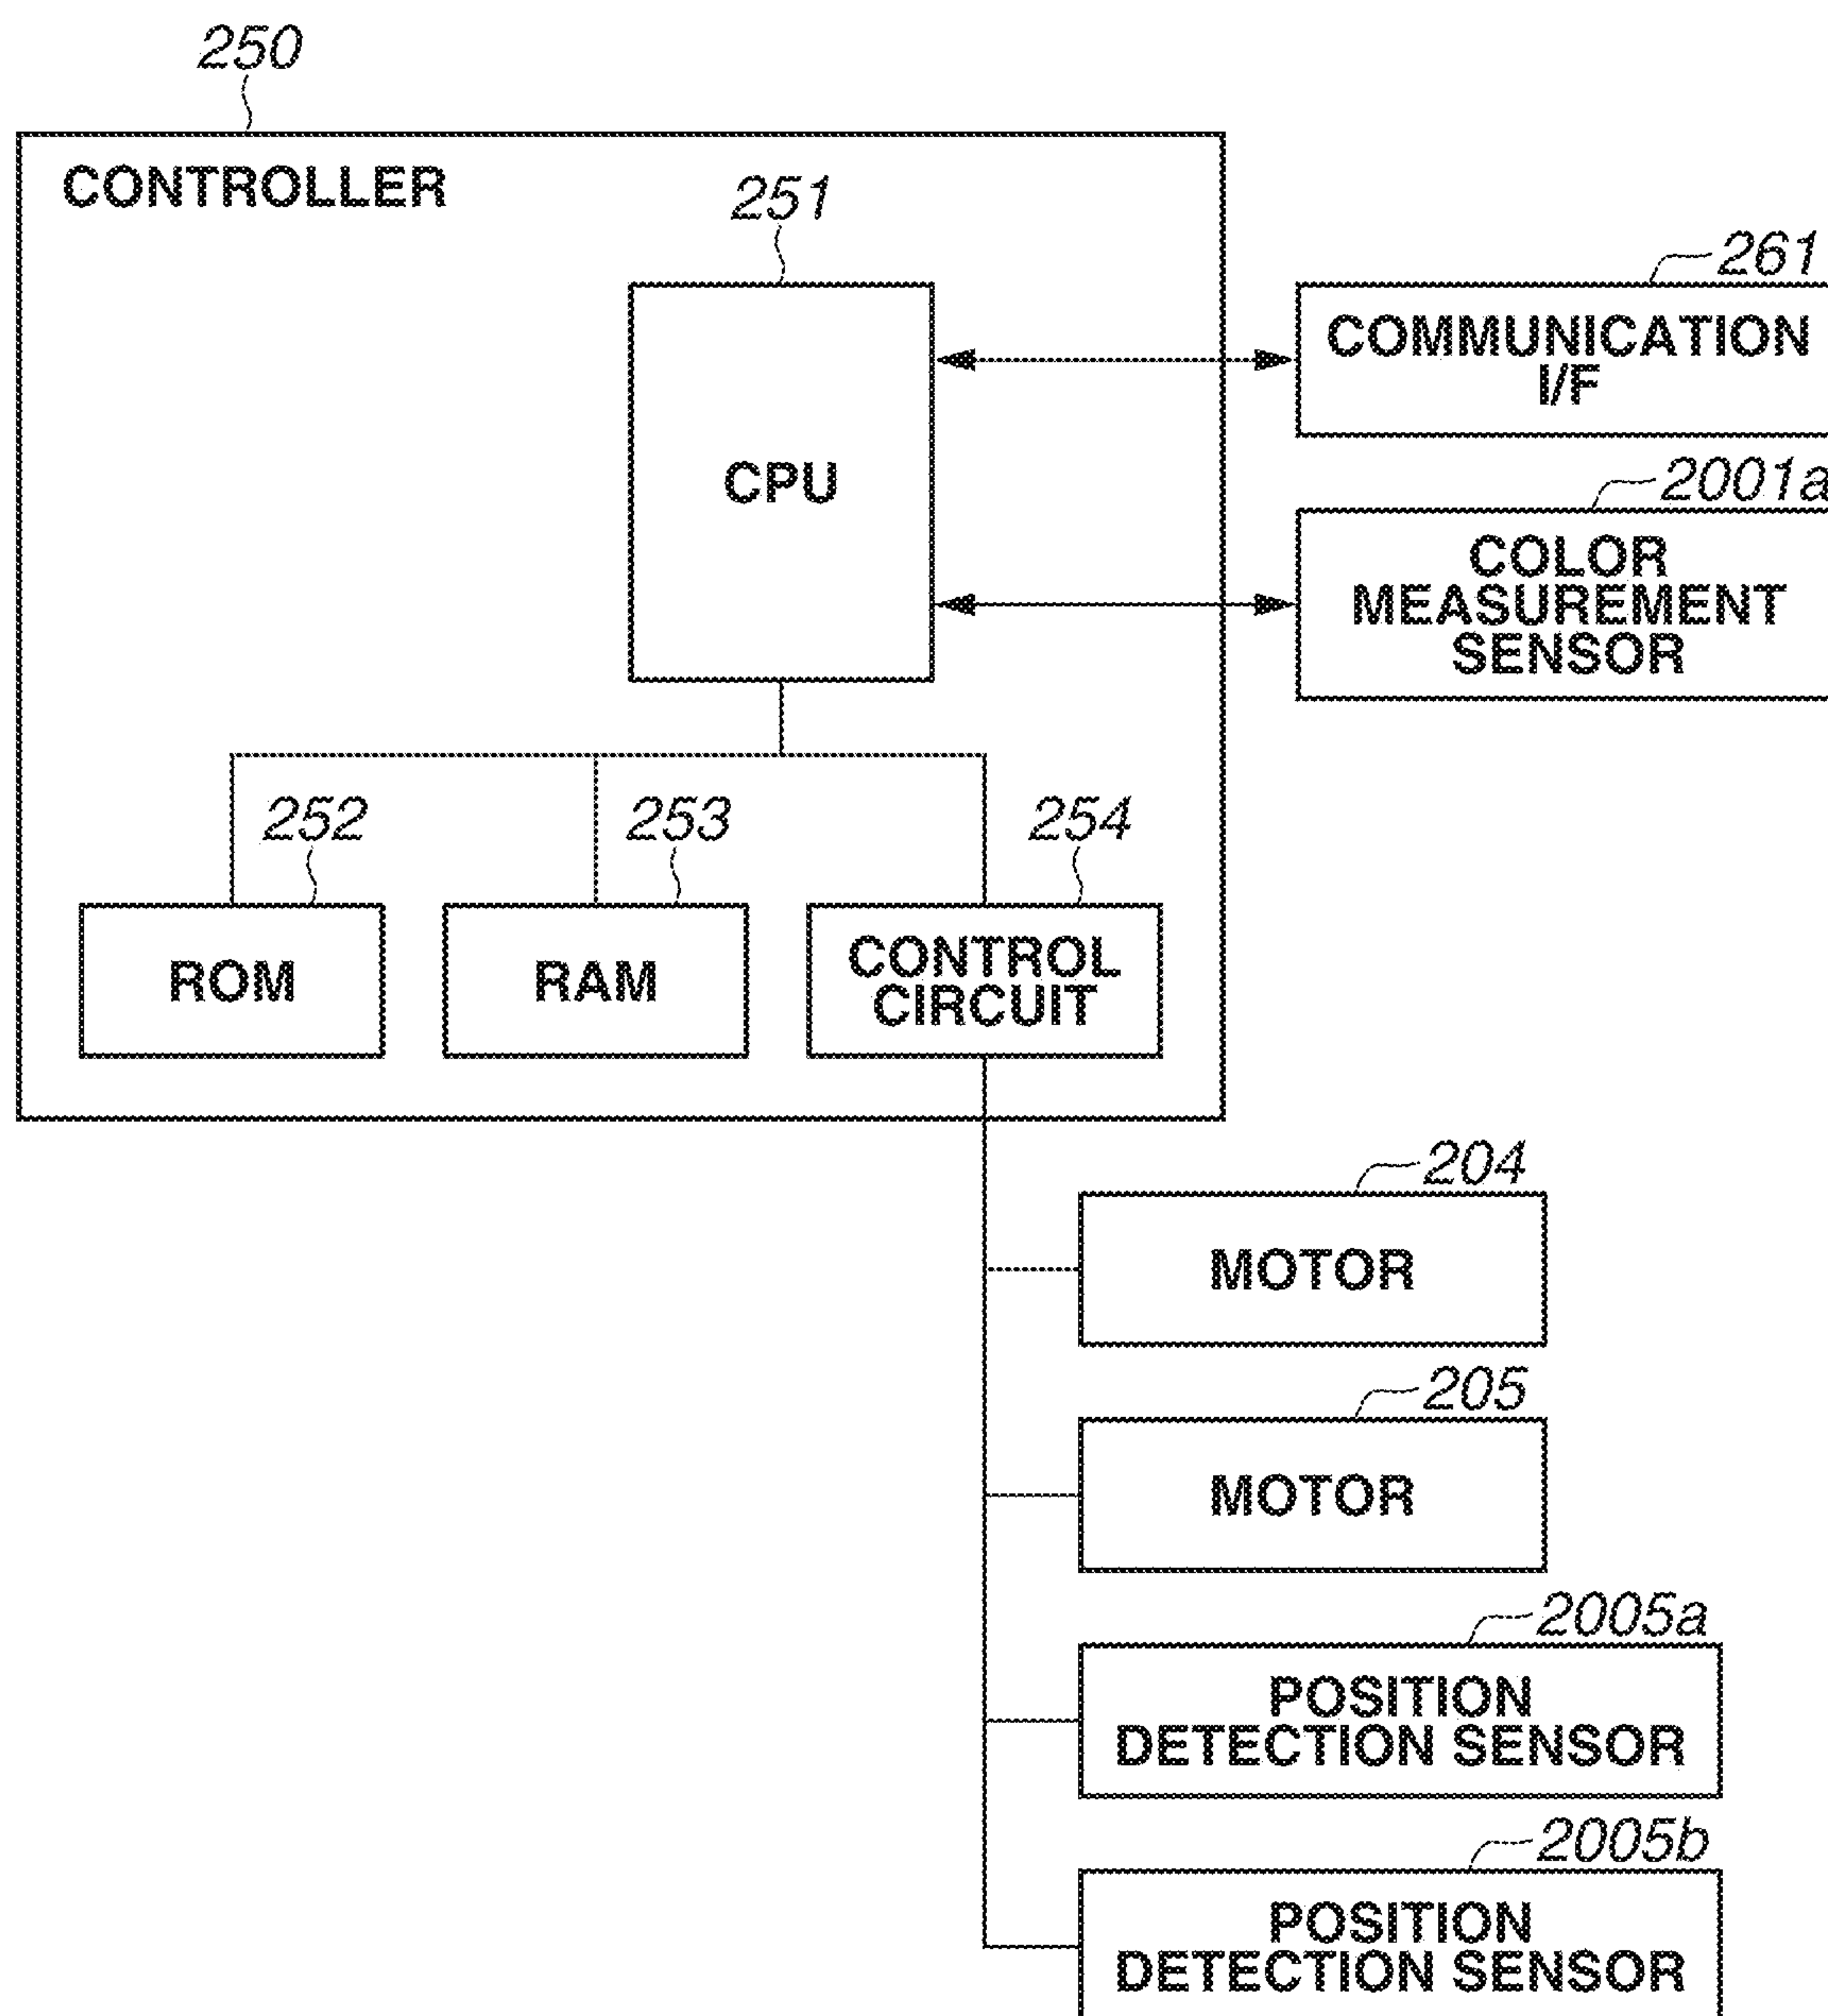 250
CONTROLLER
251
CPU
261
COMMUNICATION
I/F
2001a
COLOR
MEASUREMENT
SENSOR
252
253
254
ROM
RAM
CONTROL
CIRCUIT
204
MOTOR
205
MOTOR
2005a
POSITION
DETECTION SENSOR
2005b
POSITION
DETECTION SENSOR